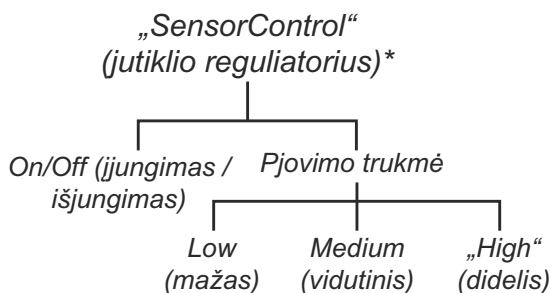 „SensorControl“
(jutiklio reguliatorius)*
On/Off (įjungimas /
išjungimas)
Pjovimo trukmė
Low
(mažas)
Medium
(vidutinis)
„High“
(didelis)